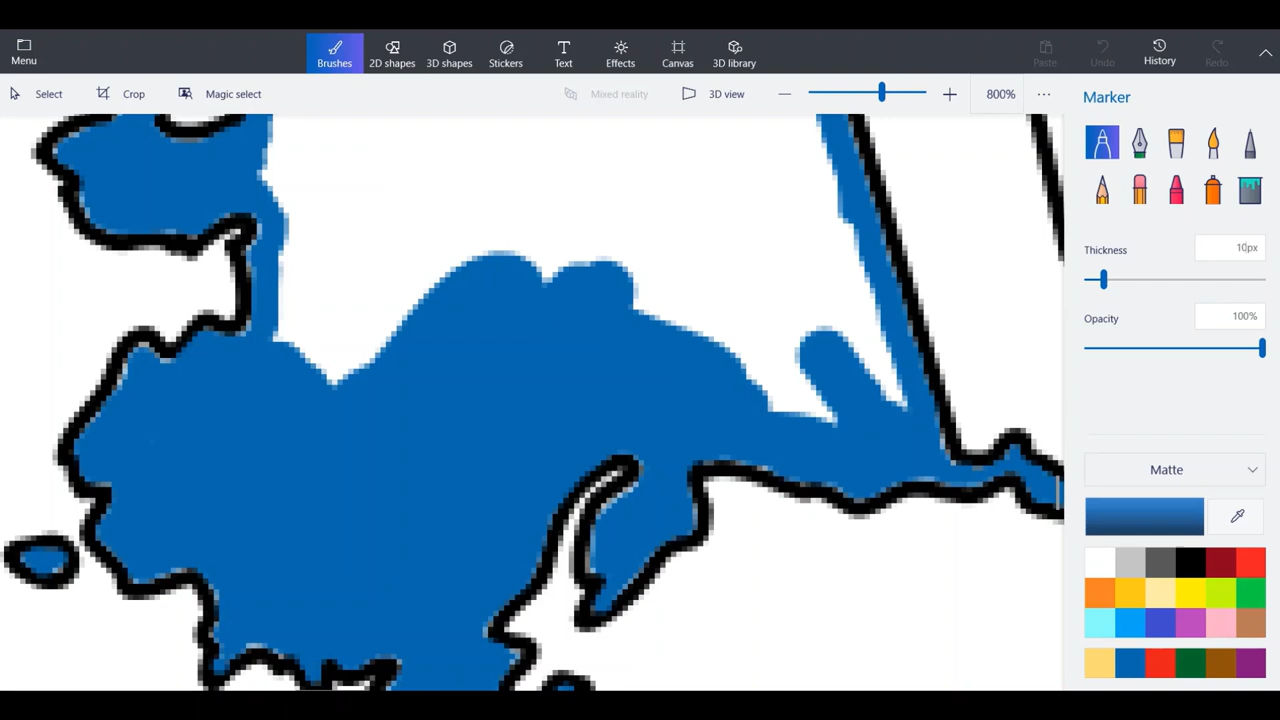 Menu
Brushes
2D shapes
3D shapes
Stickers
Text
Effects
Canvas
3D library
Paste
Undo
History
Redo
Select
Crop
Magic select
Mixed reality
3D view
800%
Marker
Thickness
10px
Opacity
100%
Matte